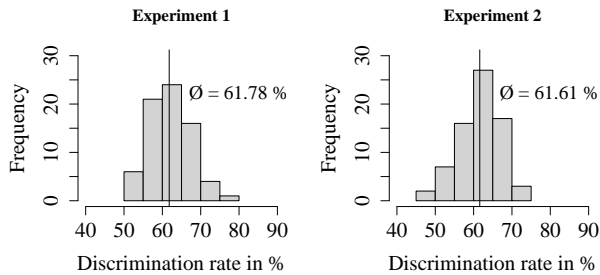 Experiment 1
Frequency
0 10 20 30
Ø = 61.78 %
40 50 60 70 80 90
Discrimination rate in %
Experiment 2
Frequency
0 10 20 30
Ø = 61.61 %
40 50 60 70 80 90
Discrimination rate in %